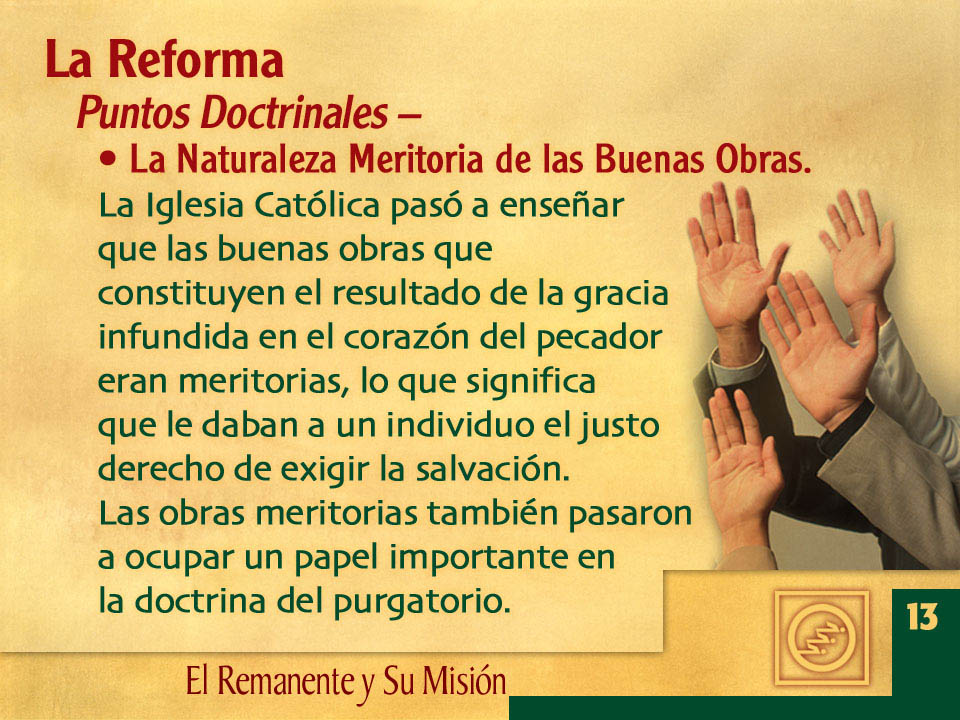 La Reforma
Puntos Doctrinales –
• La Naturaleza Meritoria de las Buenas Obras.
La Iglesia Católica pasó a enseñar
que las buenas obras que
constituyen el resultado de la gracia
infundida en el corazón del pecador
eran meritorias, lo que significa
que le daban a un individuo el justo
derecho de exigir la salvación.
Las obras meritorias también pasaron
a ocupar un papel importante en
la doctrina del purgatorio.
13
El Remanente y Su Misión